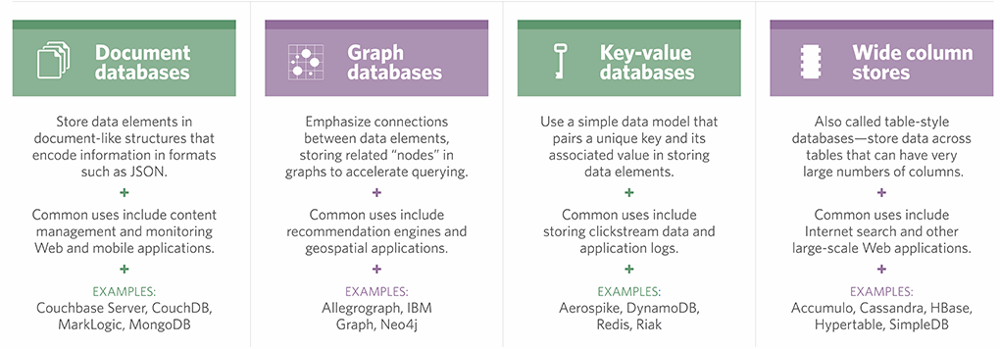 Document
databases
Store data elements in
document-like structures that
encode information in formats
such as JSON.
+
Common uses include content
management and monitoring
Web and mobile applications.
+
EXAMPLES:
Couchbase Server, CouchDB,
MarkLogic, MongoDB
Graph
databases
Emphasize connections
between data elements,
storing related “nodes” in
graphs to accelerate querying.
+
Common uses include
recommendation engines and
geospatial applications.
+
EXAMPLES:
Allegrograph, IBM
Graph, Neo4j
Key-value
databases
Use a simple data model that
pairs a unique key and its
associated value in storing
data elements.
+
Common uses include
storing clickstream data and
application logs.
+
EXAMPLES:
Aerospike, DynamoDB,
Redis, Riak
Wide column
stores
Also called table-style
databases—store data across
tables that can have very
large numbers of columns.
+
Common uses include
Internet search and other
large-scale Web applications.
+
EXAMPLES:
Accumulo, Cassandra, HBase,
Hypertable, SimpleDB